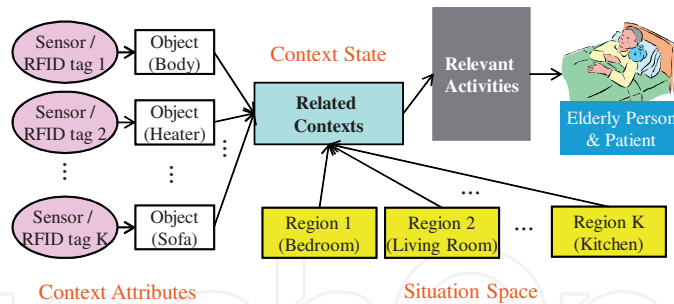 Sensor /
RFID tag 1
Object
(Body)
Context State
Relevant
Activities
Sensor /
RFID tag 2
Object
(Heater)
Related
Contexts
Elderly Person
& Patient
⋮
⋮
⋮
...
Sensor /
RFID tag K
Object
(Sofa)
Region 1
(Bedroom)
Region 2
(Living Room)
...
Region K
(Kitchen)
Context Attributes
Situation Space